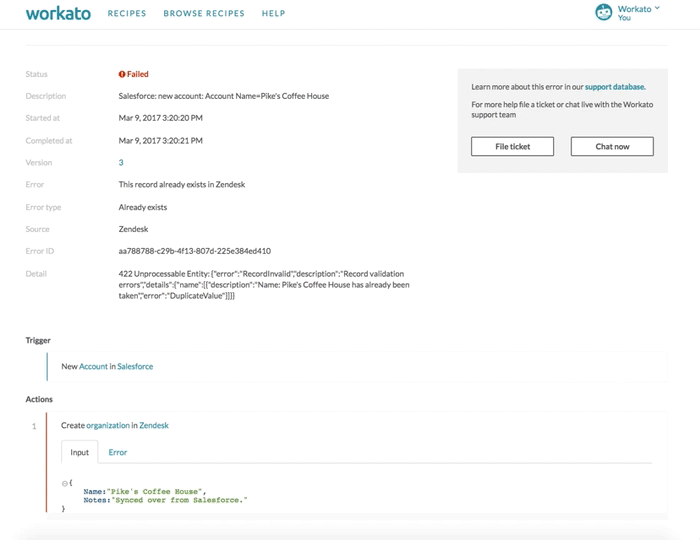 workato RECIPES BROWSE RECIPES HELP Workato
You
Status Failed
Description Salesforce: new account: Account Name=Pike's Coffee House
Started at Mar 9, 2017 3:20:20 PM
Completed at Mar 9, 2017 3:20:21 PM
Version 3
Error This record already exists in Zendesk
Error type Already exists
Source Zendesk
Error ID aa788788-c29b-4f13-807d-225e384ed410
Detail 422 Unprocessable Entity: {"error":"RecordInvalid","description":"Record validation
errors","details":{"name":[{"description":"Name: Pike's Coffee House has already been
taken","error":"DuplicateValue"}]}}
Learn more about this error in our support database.
For more help file a ticket or chat live with the Workato
support team
File ticket Chat now
Trigger
New Account in Salesforce
Actions
1 Create organization in Zendesk
Input Error
{
Name:"Pike's Coffee House",
Notes:"Synced over from Salesforce."
}